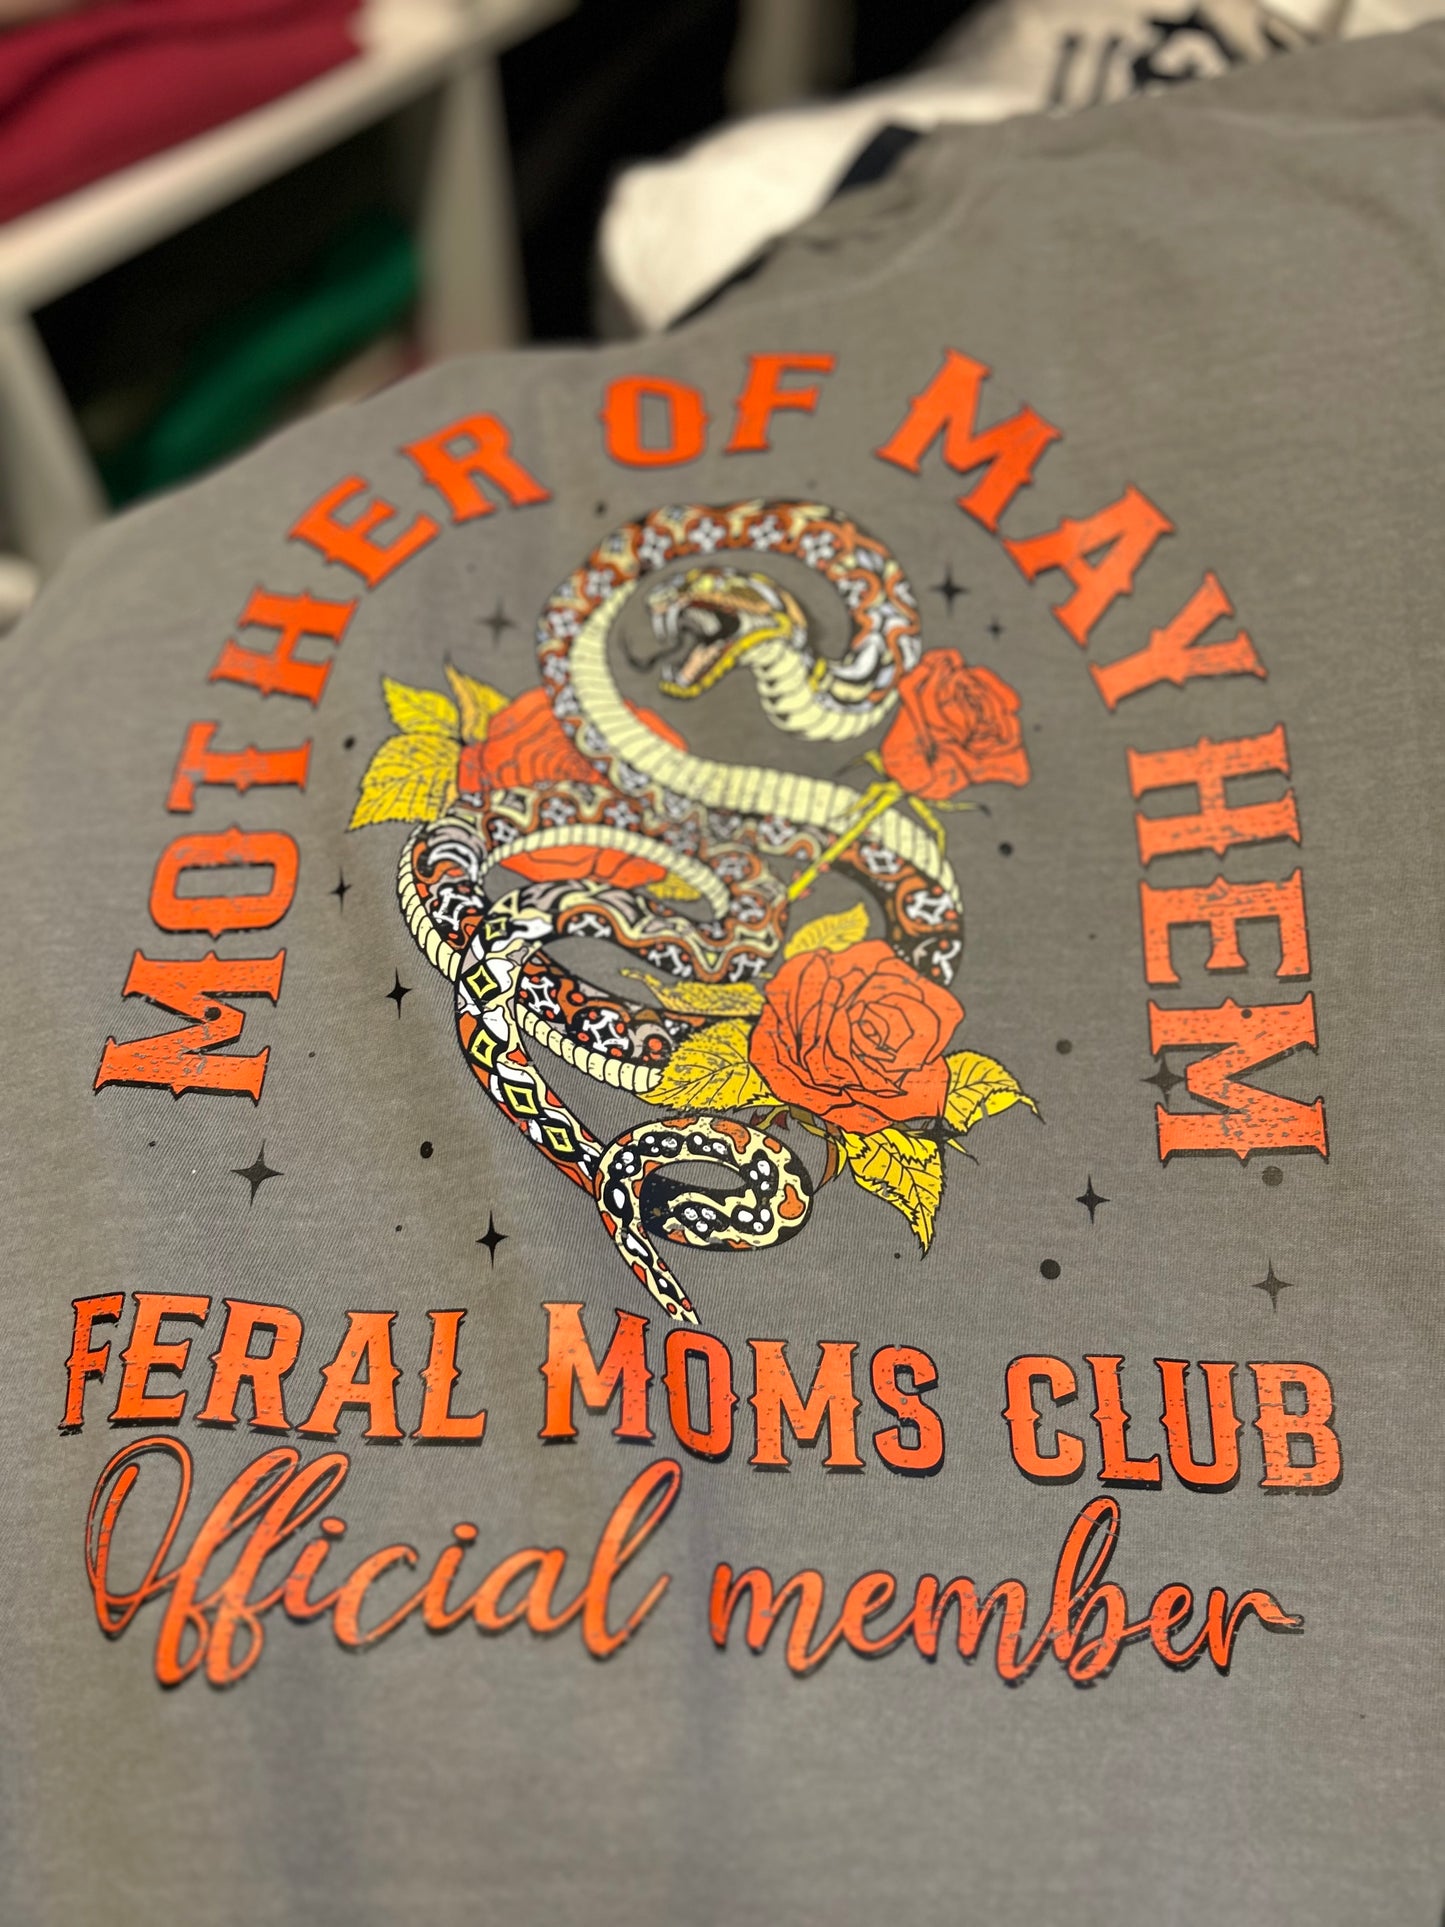 MOTHER OF MAYHEM
FERAL MOMS CLUB
Official member